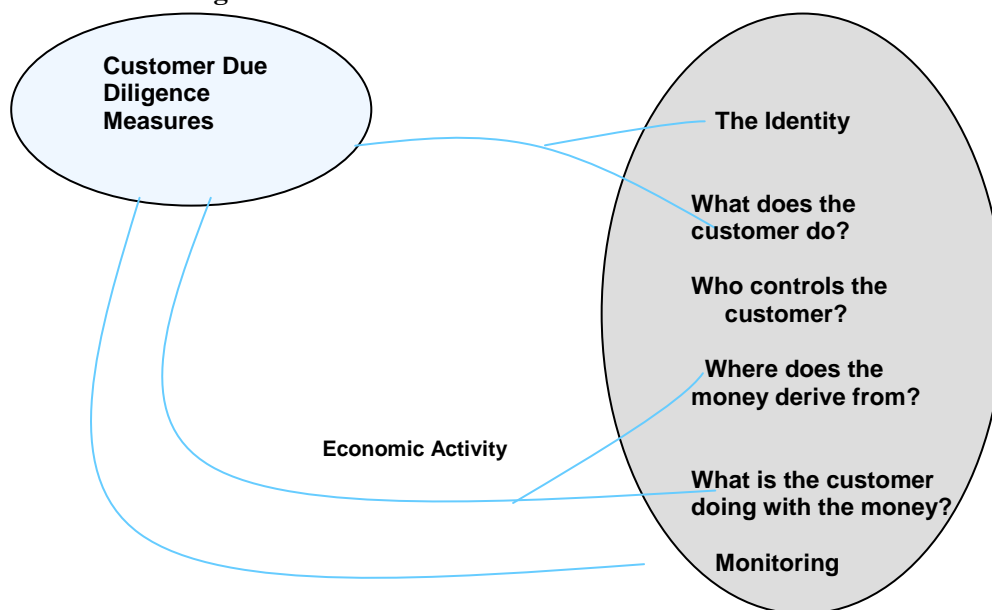 Customer Due
Diligence
Measures
The Identity
What does the
customer do?
Who controls the
customer?
Where does the
money derive from?
Economic Activity
What is the customer
doing with the money?
Monitoring